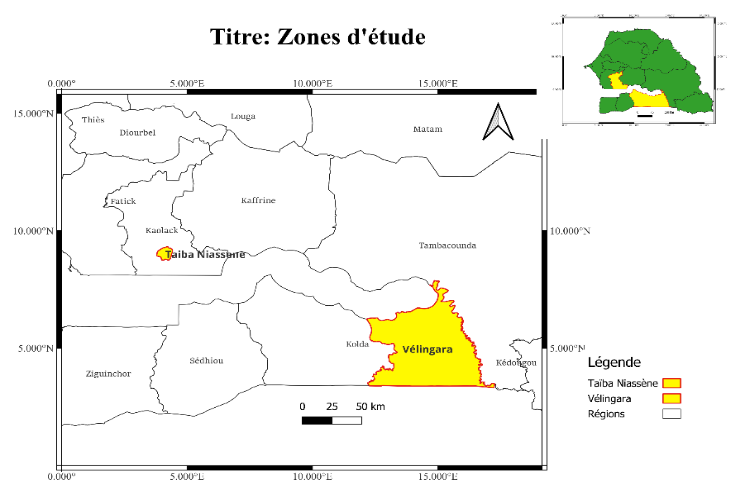 Titre: Zones d'étude
0.000°
5.000°N
10.000°N
15.000°E
15.000°N
Thiès
Diourbel
Louga
Matam
Fatick
Kaffrine
Kaolack
10.000°N
10.000°N
Taïba Niassène
Tambacounda
5.000°N
Kolda
Vélingara
5.000°N
Sédhiou
Kédougou
Ziguinchor
Légende
Taïba Niassène
Vélingara
Régions
0 25 50 km
0.000°
5.000°E
10.000°E
15.000°E